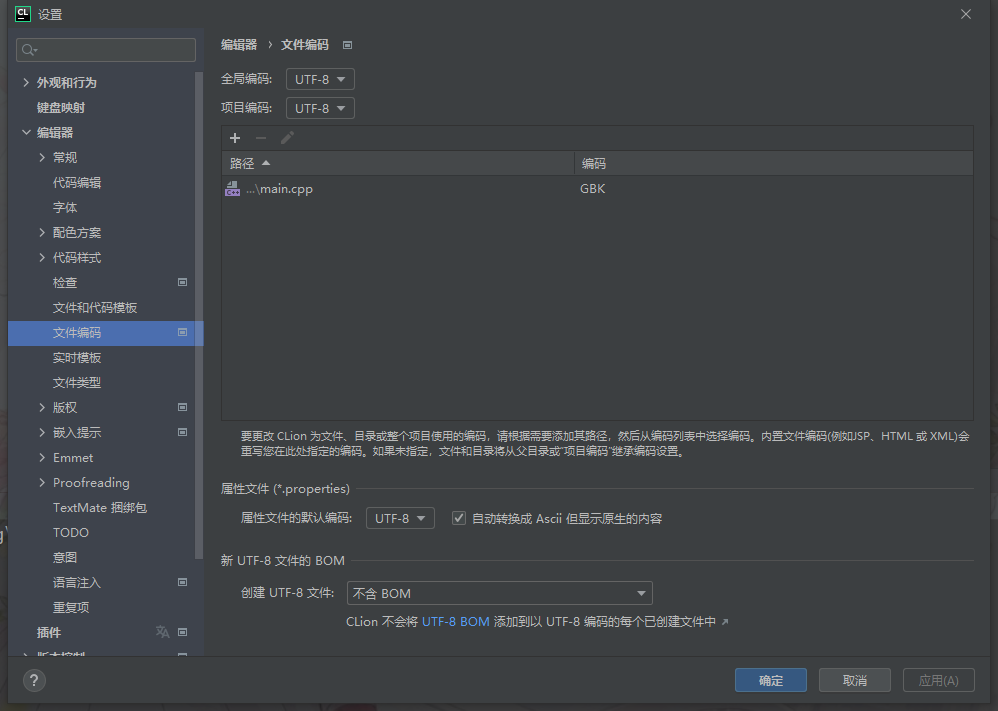 CL 设置
外观和行为
键盘映射
编辑器
常规
代码编辑
字体
配色方案
代码样式
检查
文件和代码模板
文件编码
实时模板
文件类型
版权
嵌入提示
Emmet
Proofreading
TextMate 捆绑包
TODO
意图
语言注入
重复项
插件
版本控制
编辑器 › 文件编码
全局编码: UTF-8
项目编码: UTF-8
路径 编码
...\main.cpp GBK
要更改 CLion 为文件、目录或整个项目使用的编码，请根据需要添加其路径，然后从编码列表中选择编码。内置文件编码(例如JSP、HTML 或 XML)会
重写您在此处指定的编码。如果未指定，文件和目录将从父目录或"项目编码"继承编码设置。
属性文件 (*.properties)
属性文件的默认编码: UTF-8 自动转换成 Ascii 但显示原生的内容
新 UTF-8 文件的 BOM
创建 UTF-8 文件: 不含 BOM
CLion 不会将 UTF-8 BOM 添加到以 UTF-8 编码的每个已创建文件中 ↗
? 确定 取消 应用(A)